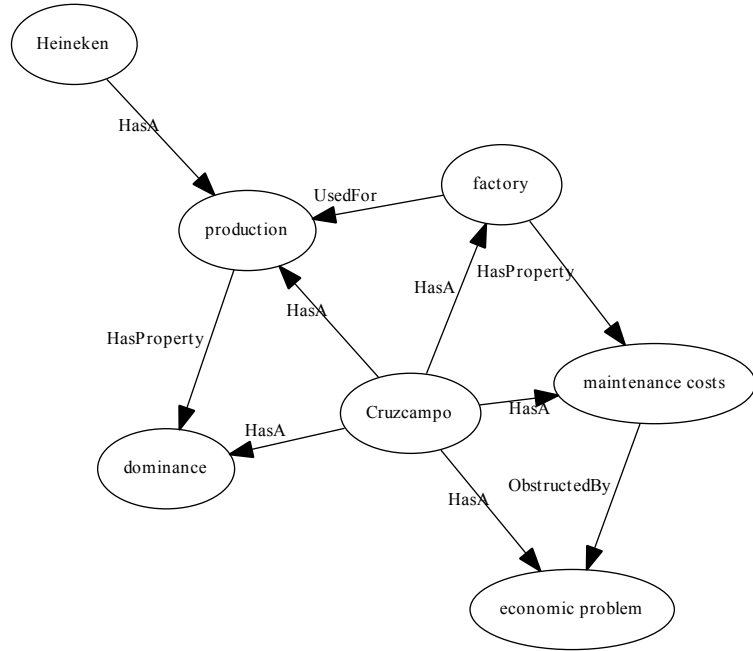 Heineken
HasA
factory
UsedFor
production
HasProperty
HasA
HasA
HasProperty
maintenance costs
HasA
Cruzcampo
HasA
dominance
ObstructedBy
HasA
economic problem